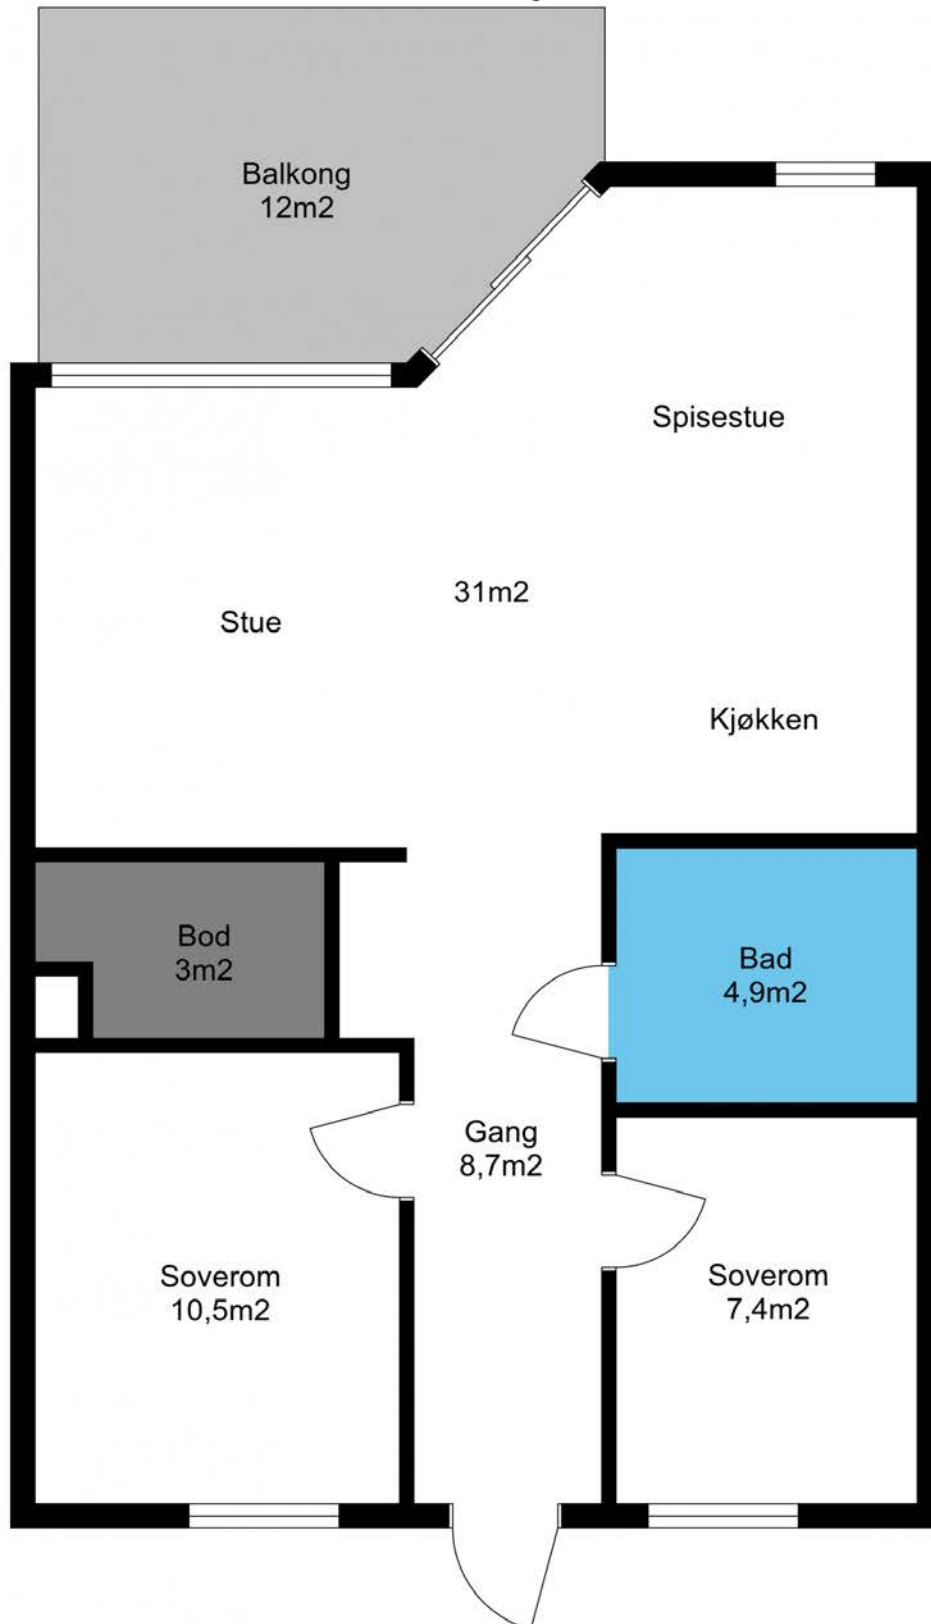 Balkong
12m2
Spisestue
31m2
Stue
Kjøkken
Bod
3m2
Bad
4,9m2
Gang
8,7m2
Soverom
10,5m2
Soverom
7,4m2